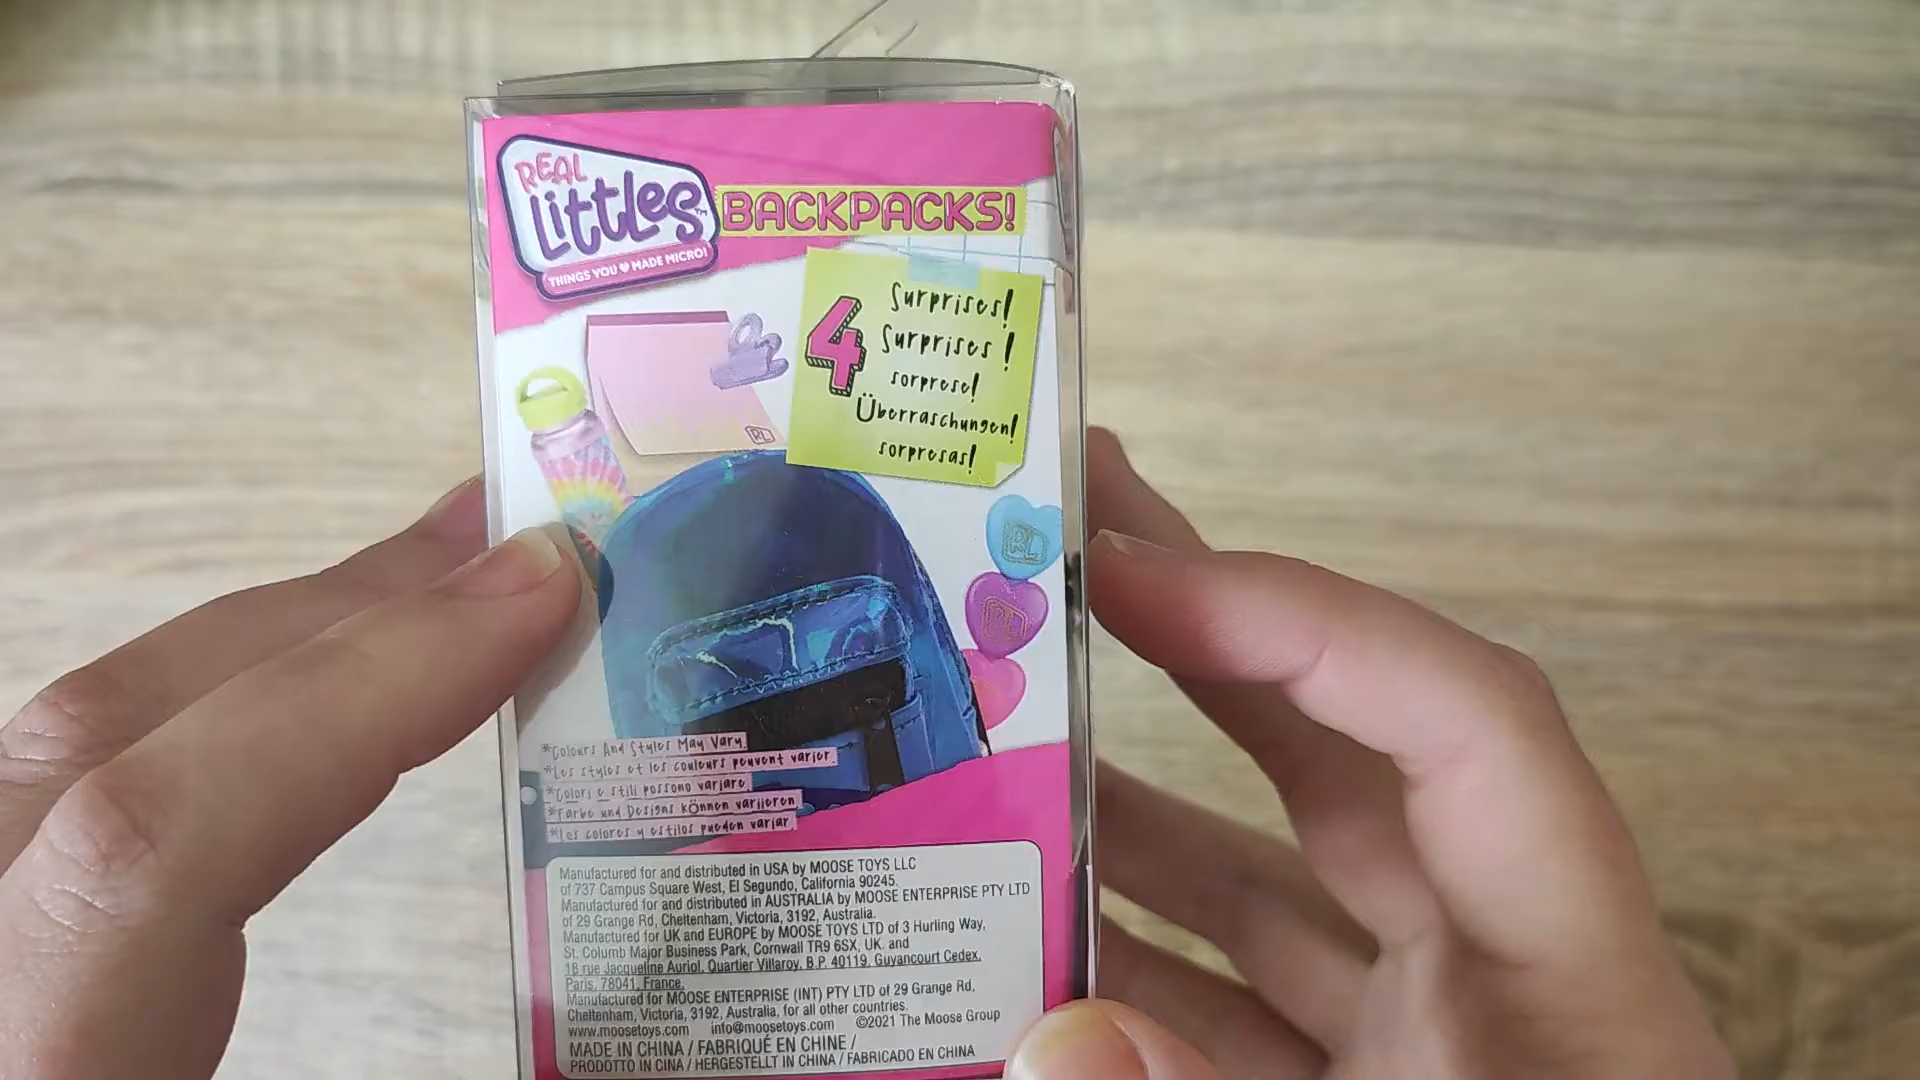 REAL
Littles™
THINGS YOU ♥ MADE MICRO!
BACKPACKS!
4
Surprises!
Surprises !
sorprese!
Überraschungen!
sorpresas!
RL
RL
RL
*Colours And Styles May Vary.
*Les styles et les couleurs peuvent varier.
*Colori e stili possono variare
*Farbe und Designs können variieren
*Los colores y estilos pueden variar.
Manufactured for and distributed in USA by MOOSE TOYS LLC
of 737 Campus Square West, El Segundo, California 90245.
Manufactured for and distributed in AUSTRALIA by MOOSE ENTERPRISE PTY LTD
of 29 Grange Rd, Cheltenham, Victoria, 3192, Australia.
Manufactured for UK and EUROPE by MOOSE TOYS LTD of 3 Hurling Way,
St. Columb Major Business Park, Cornwall TR9 6SX, UK. and
18 rue Jacqueline Auriol, Quartier Villaroy, B.P. 40119, Guyancourt Cedex,
Paris, 78041, France.
Manufactured for MOOSE ENTERPRISE (INT) PTY LTD of 29 Grange Rd,
Cheltenham, Victoria, 3192, Australia, for all other countries.
www.moosetoys.com info@moosetoys.com ©2021 The Moose Group
MADE IN CHINA / FABRIQUÉ EN CHINE /
PRODOTTO IN CINA / HERGESTELLT IN CHINA / FABRICADO EN CHINA